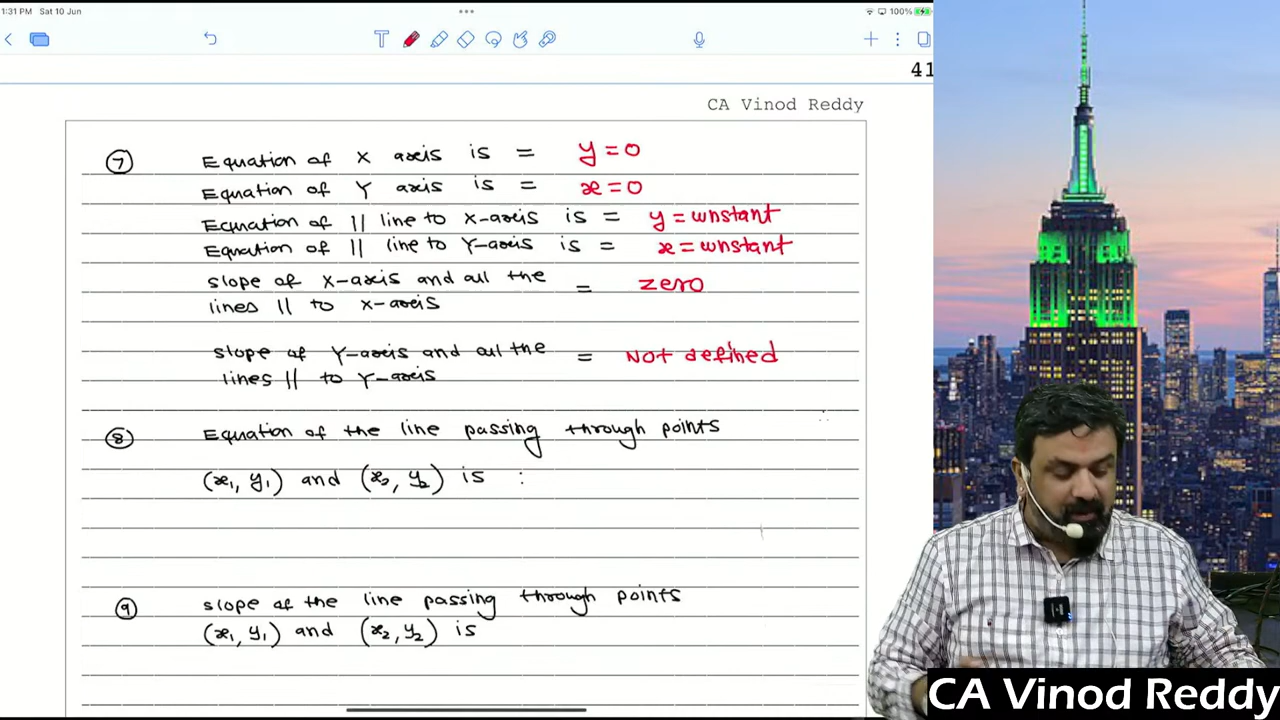 1:31 PM Sat 10 Jun
100%
41
CA Vinod Reddy
7 Equation of X axis is = y = 0
Equation of Y axis is = x = 0
Equation of || line to X-axis is = y = constant
Equation of || line to Y-axis is = x = constant
slope of X-axis and all the
lines || to X-axis = zero
slope of Y-axis and all the
lines || to Y-axis = Not defined
8 Equation of the line passing through points
(x₁, y₁) and (x₂, y₂) is :
9 slope of the line passing through points
(x₁, y₁) and (x₂, y₂) is
CA Vinod Reddy